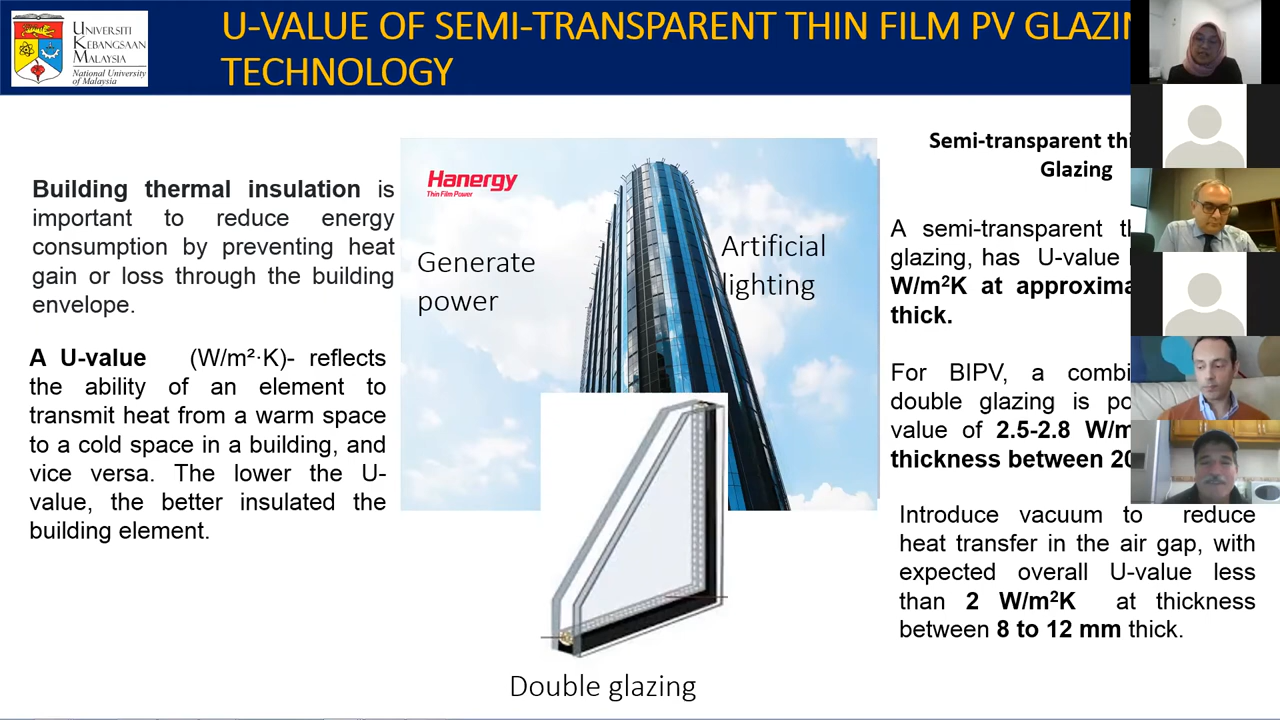 UNIVERSITI
KEBANGSAAN
MALAYSIA
National University
of Malaysia
U-VALUE OF SEMI-TRANSPARENT THIN FILM PV
TECHNOLOGY
Building thermal insulation is
important to reduce energy
consumption by preventing heat
gain or loss through the building
envelope.
A U-value (W/m²·K)- reflects
the ability of an element to
transmit heat from a warm space
to a cold space in a building, and
vice versa. The lower the U-
value, the better insulated the
building element.
Hanergy
Thin Film Power
Generate
power
Artificial
lighting
Double glazing
Semi-transparent
Glazing
A semi-transparent
glazing, has U-value
W/m²K at
thick.
For BIPV, a
double glazing is
value of 2.5-2.8
thickness between
Introduce vacuum to reduce
heat transfer in the air gap, with
expected overall U-value less
than 2 W/m²K at thickness
between 8 to 12 mm thick.